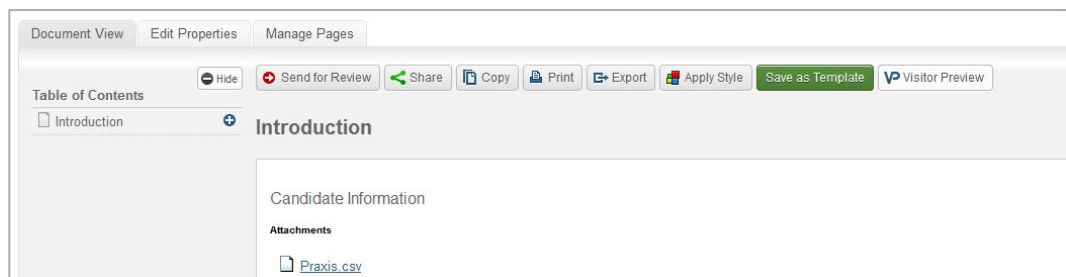 Document View Edit Properties Manage Pages
Hide Send for Review Share Copy Print Export Apply Style Save as Template VP Visitor Preview
Table of Contents
Introduction
Introduction
Candidate Information
Attachments
Praxis.csv